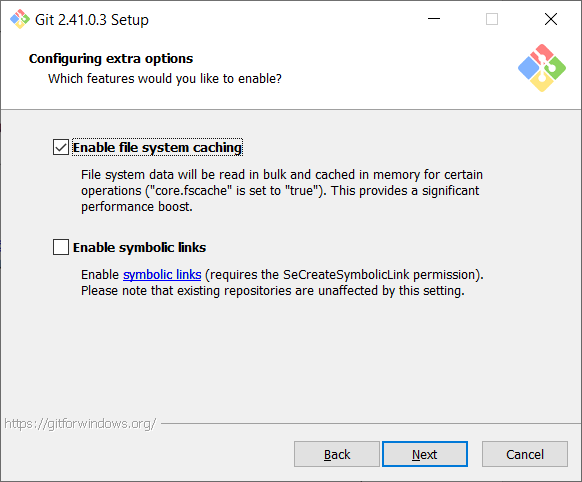 Git 2.41.0.3 Setup
Configuring extra options
Which features would you like to enable?
Enable file system caching
File system data will be read in bulk and cached in memory for certain
operations ("core.fscache" is set to "true"). This provides a significant
performance boost.
Enable symbolic links
Enable symbolic links (requires the SeCreateSymbolicLink permission).
Please note that existing repositories are unaffected by this setting.
https://gitforwindows.org/
Back
Next
Cancel